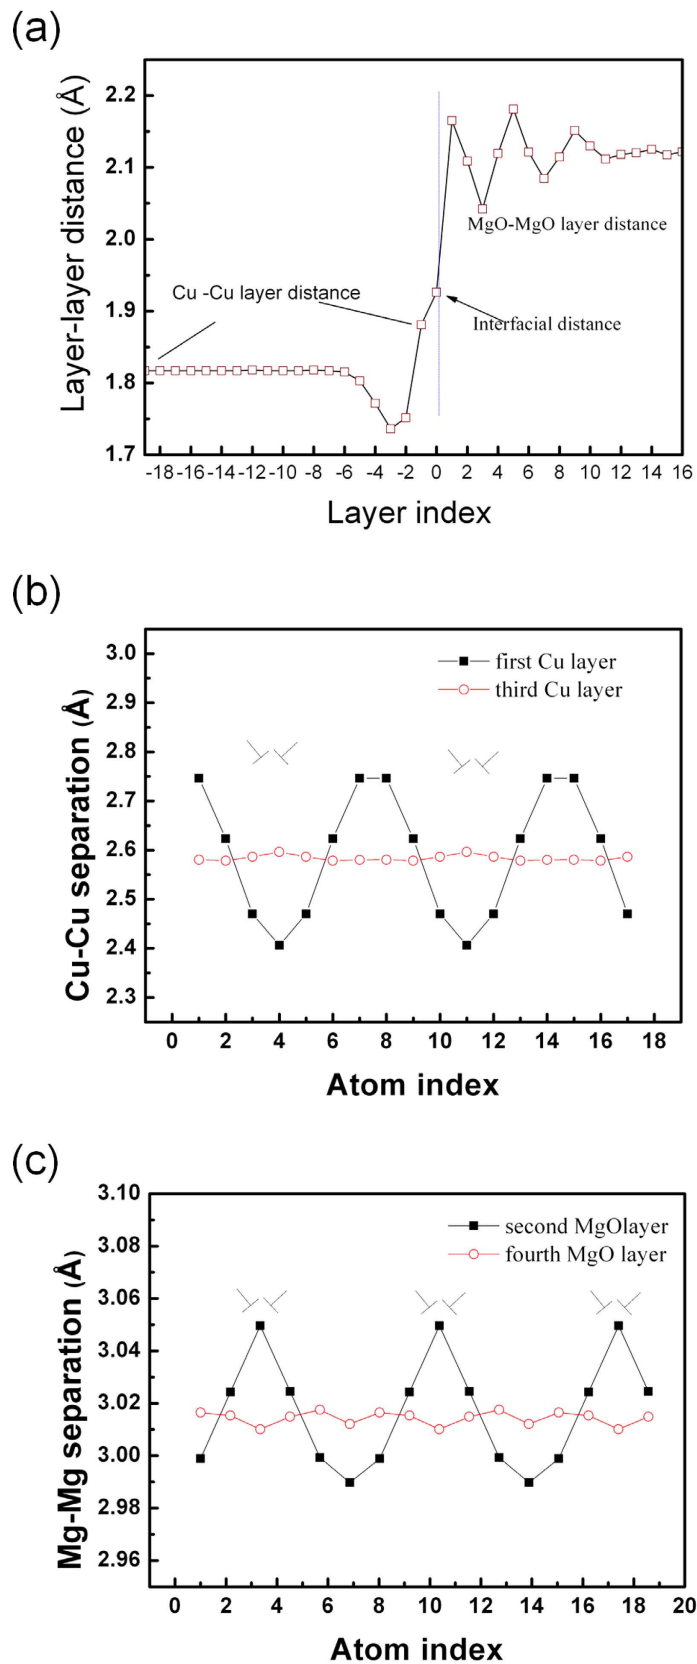 (a)
Layer-layer distance (Å)
2.2
2.1
2.0
1.9
1.8
1.7
MgO-MgO layer distance
Cu -Cu layer distance
Interfacial distance
-18 -16 -14 -12 -10 -8 -6 -4 -2 0 2 4 6 8 10 12 14 16
Layer index
(b)
Cu-Cu separation (Å)
3.0
2.9
2.8
2.7
2.6
2.5
2.4
2.3
first Cu layer
third Cu layer
0 2 4 6 8 10 12 14 16 18
Atom index
(c)
Mg-Mg separation (Å)
3.10
3.08
3.06
3.04
3.02
3.00
2.98
2.96
second MgOlayer
fourth MgO layer
0 2 4 6 8 10 12 14 16 18 20
Atom index